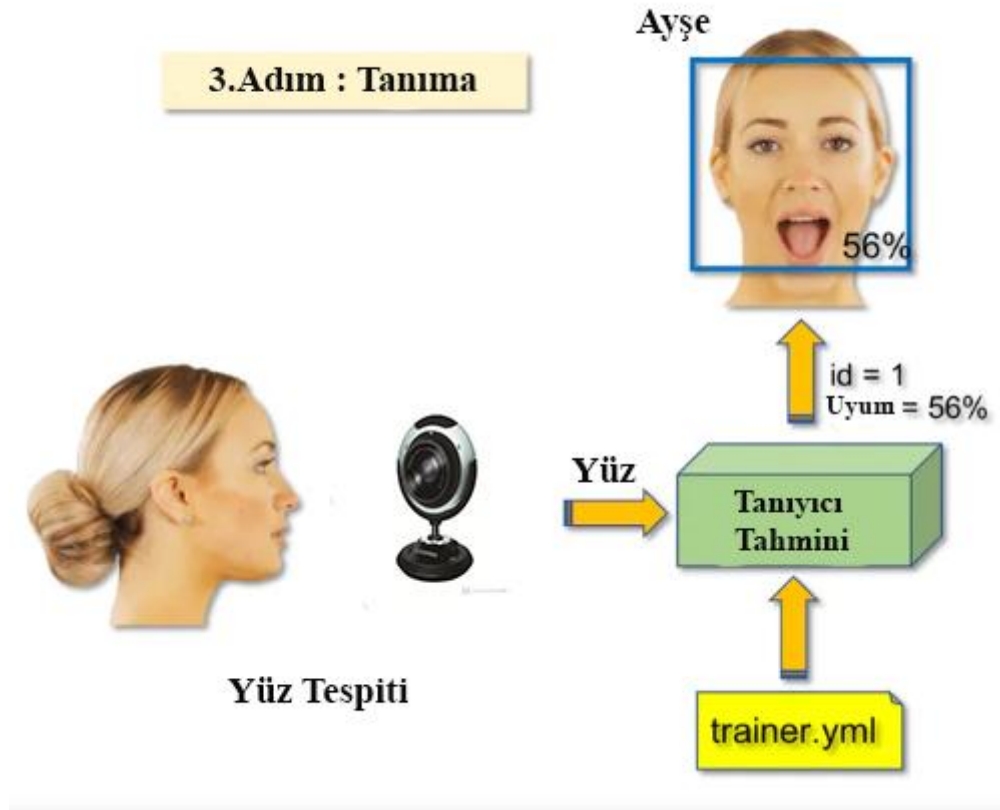 Ayşe
3.Adım : Tanıma
56%
id = 1
Uyum = 56%
Yüz
Tanıyıcı
Tahmini
Yüz Tespiti
trainer.yml